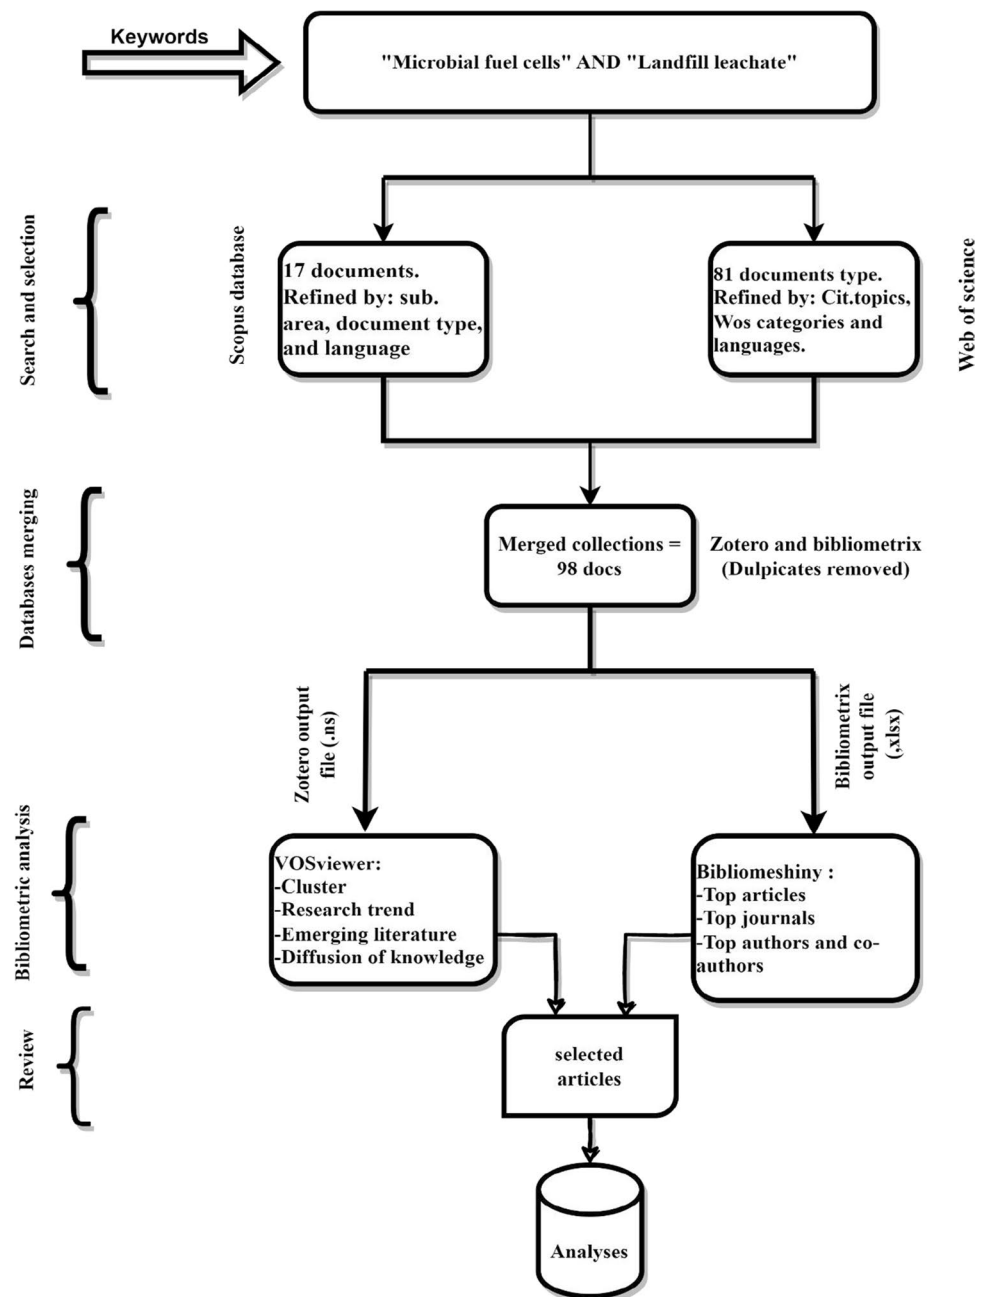 Keywords
"Microbial fuel cells" AND "Landfill leachate"
Search and selection
Scopus database
17 documents.
Refined by: sub.
area, document type,
and language
81 documents type.
Refined by: Cit.topics,
Wos categories and
languages.
Web of science
Databases merging
Merged collections =
98 docs
Zotero and bibliometrix
(Dulpicates removed)
Zotero output
file (.ns)
Bibliometrix
output file
(,xlsx)
Bibliometric analysis
VOSviewer:
-Cluster
-Research trend
-Emerging literature
-Diffusion of knowledge
Bibliomeshiny :
-Top articles
-Top journals
-Top authors and co-
authors
Review
selected
articles
Analyses